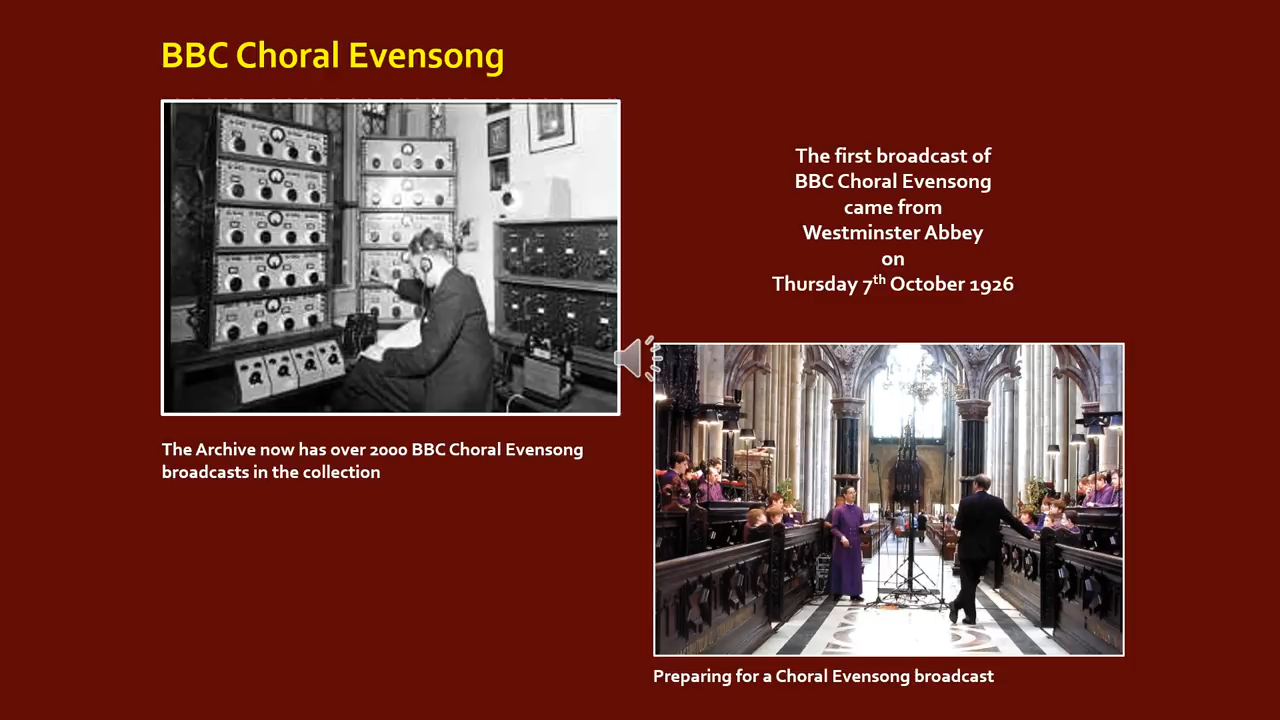 BBC Choral Evensong
The first broadcast of
BBC Choral Evensong
came from
Westminster Abbey
on
Thursday 7th October 1926
The Archive now has over 2000 BBC Choral Evensong
broadcasts in the collection
Preparing for a Choral Evensong broadcast